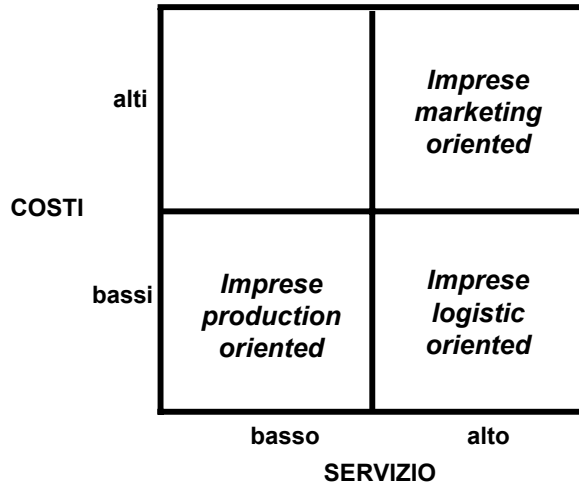 alti
Imprese
marketing
oriented
COSTI
bassi
Imprese
production
oriented
Imprese
logistic
oriented
basso
alto
SERVIZIO